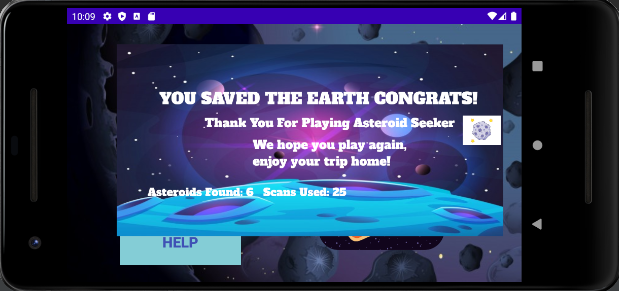 10:09
YOU SAVED THE EARTH CONGRATS!
Thank You For Playing Asteroid Seeker
We hope you play again,
enjoy your trip home!
Asteroids Found: 6 Scans Used: 25
HELP